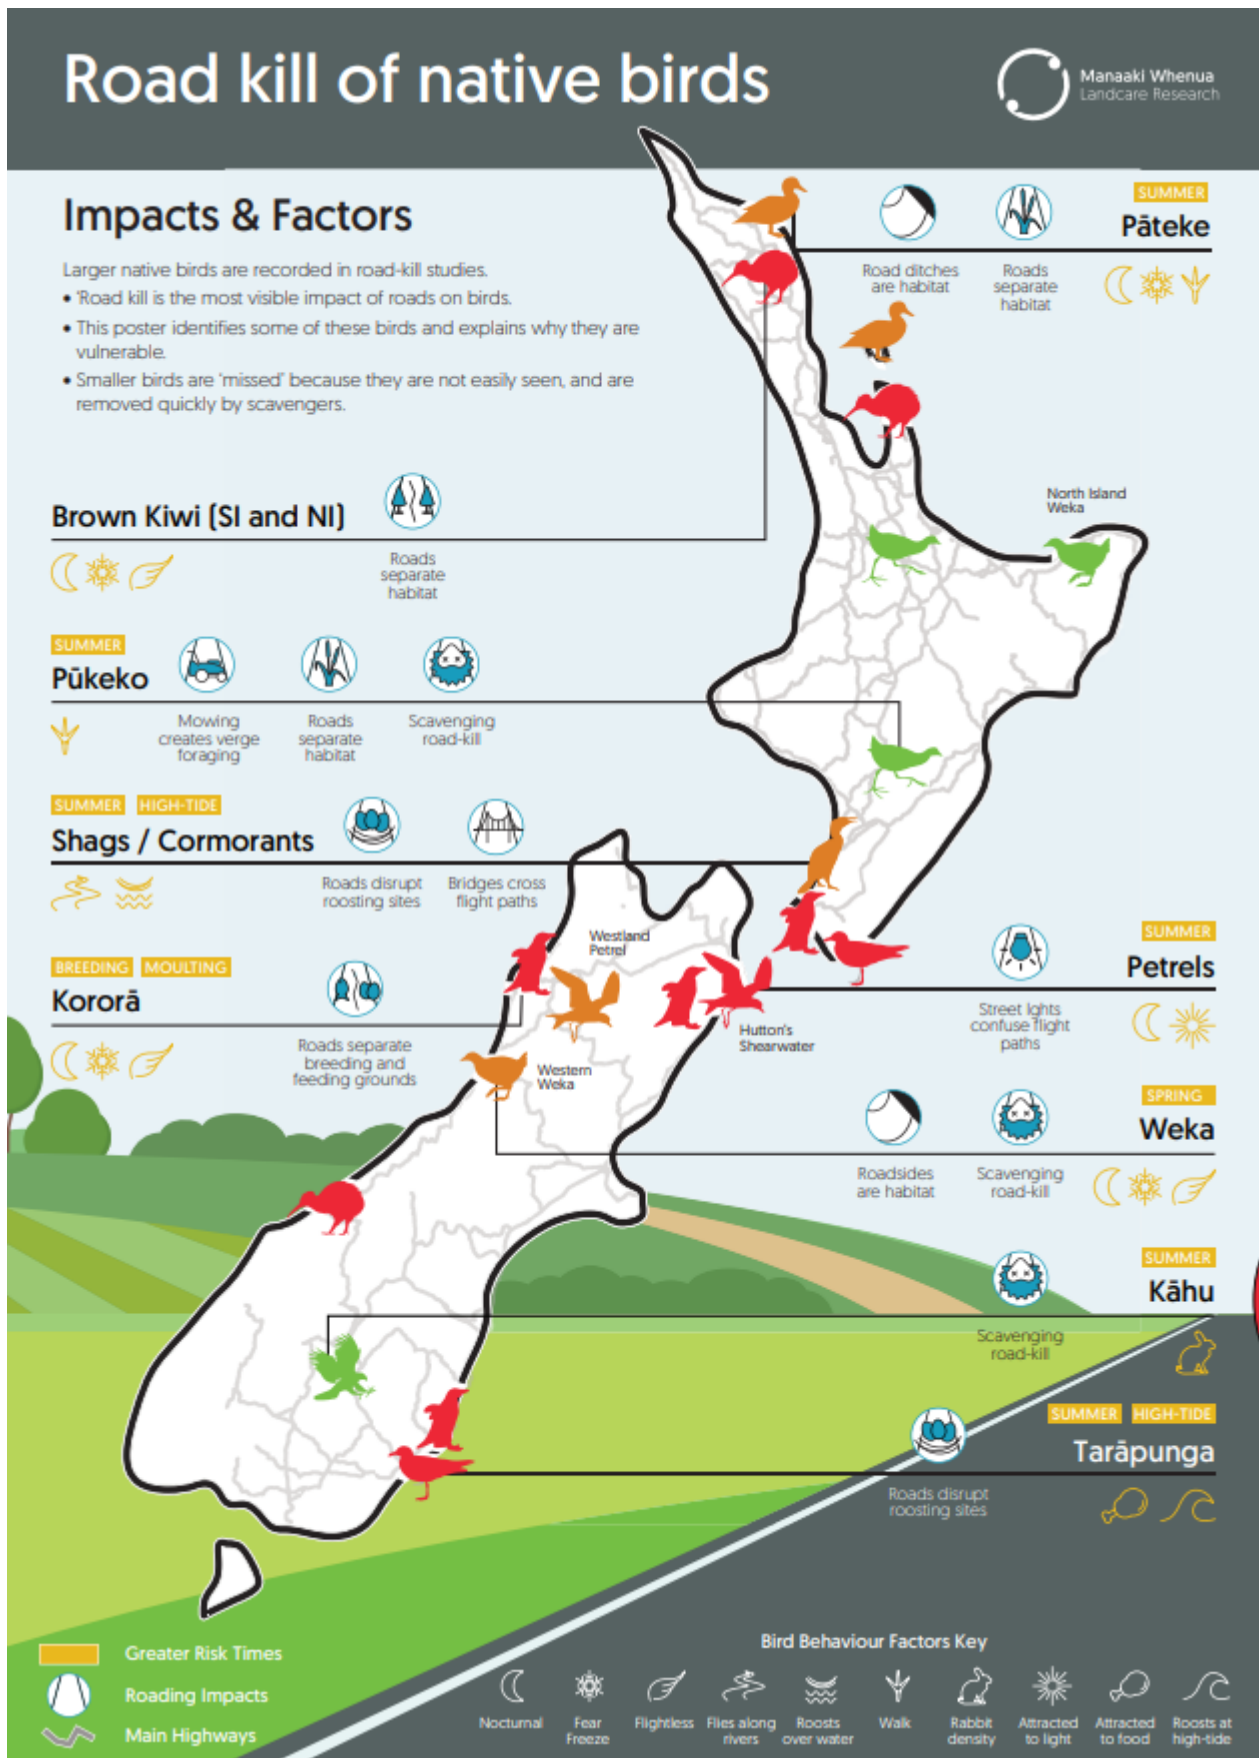 Road kill of native birds
Manaaki Whenua
Landcare Research
Impacts & Factors
Larger native birds are recorded in road-kill studies.
• 'Road kill is the most visible impact of roads on birds.
• This poster identifies some of these birds and explains why they are
vulnerable.
• Smaller birds are 'missed' because they are not easily seen, and are
removed quickly by scavengers.
SUMMER
Pāteke
Road ditches
are habitat
Roads
separate
habitat
North Island
Weka
Brown Kiwi (SI and NI)
Roads
separate
habitat
SUMMER
Pūkeko
Mowing
creates verge
foraging
Roads
separate
habitat
Scavenging
road-kill
SUMMER HIGH-TIDE
Shags / Cormorants
Roads disrupt
roosting sites
Bridges cross
flight paths
Westland
Petrel
BREEDING MOULTING
Kororā
Roads separate
breeding and
feeding grounds
SUMMER
Petrels
Street lghts
confuse flight
paths
Hutton's
Shearwater
Western
Weka
SPRING
Weka
Roadsides
are habitat
Scavenging
road-kill
SUMMER
Kāhu
Scavenging
road-kill
SUMMER HIGH-TIDE
Tarāpunga
Roads disrupt
roosting sites
Greater Risk Times
Roading Impacts
Main Highways
Bird Behaviour Factors Key
Nocturnal
Fear
Freeze
Flightless
Flies along
rivers
Roosts
over water
Walk
Rabbit
density
Attracted
to light
Attracted
to food
Roosts at
high-tide